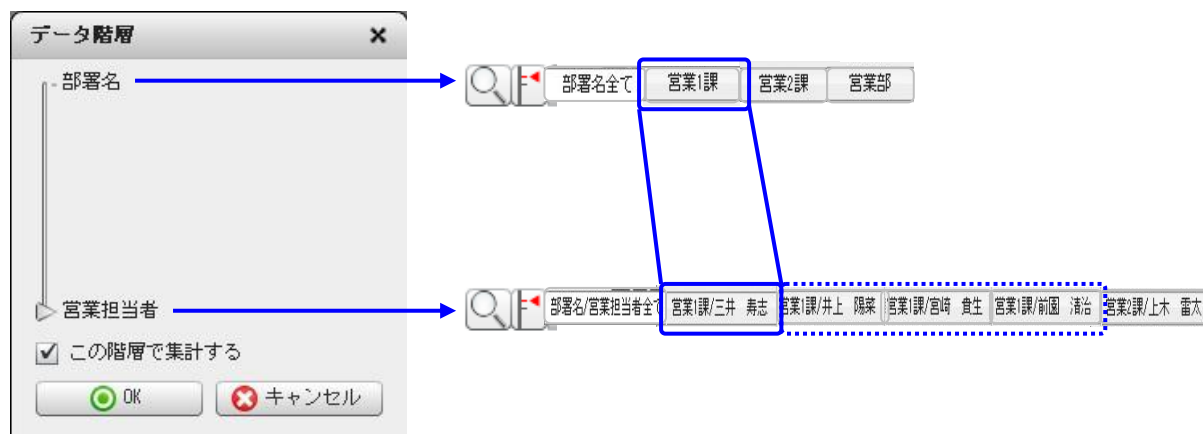 データ階層
部署名
部署名全て 営業1課 営業2課 営業部
営業担当者
部署名/営業担当者全て 営業1課/三井 寿志 営業1課/井上 陽菜 営業1課/宮崎 貴生 営業1課/前園 清治 営業2課/上木 雷太
この階層で集計する
OK キャンセル